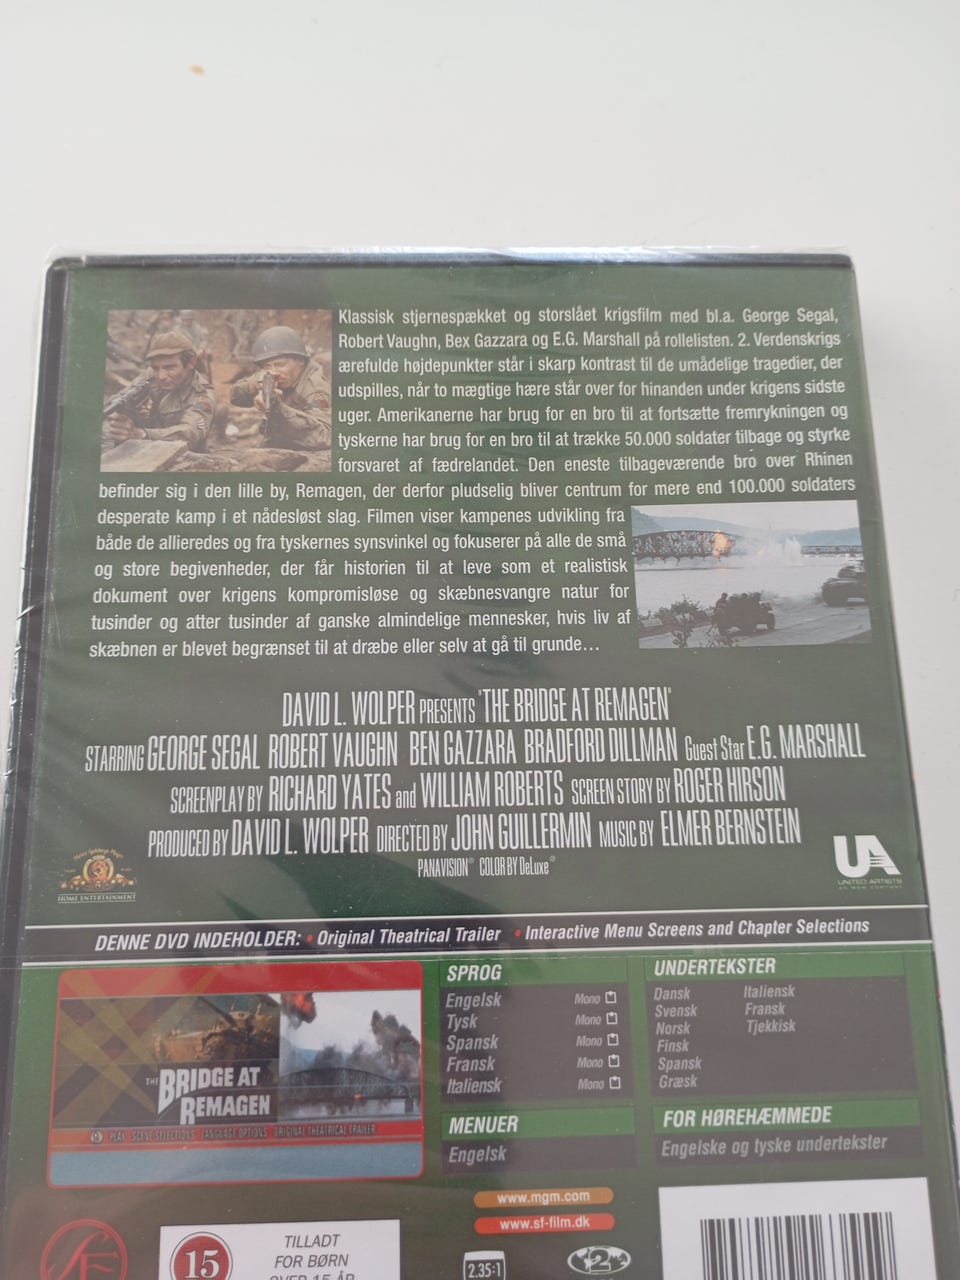 Klassisk stjernespækket og storslået krigsfilm med bl.a. George Segal,
Robert Vaughn, Bex Gazzara og E.G. Marshall på rollelisten. 2. Verdenskrigs
ærefulde højdepunkter står i skarp kontrast til de umådelige tragedier, der
udspilles, når to mægtige hære står over for hinanden under krigens sidste
uger. Amerikanerne har brug for en bro til at fortsætte fremrykningen og
tyskerne har brug for en bro til at trække 50.000 soldater tilbage og styrke
forsvaret af fædrelandet. Den eneste tilbageværende bro over Rhinen
befinder sig i den lille by, Remagen, der derfor pludselig bliver centrum for mere end 100.000 soldaters
desperate kamp i et nådesløst slag. Filmen viser kampenes udvikling fra
både de allieredes og fra tyskernes synsvinkel og fokuserer på alle de små
og store begivenheder, der får historien til at leve som et realistisk
dokument over krigens kompromisløse og skæbnesvangre natur for
tusinder og atter tusinder af ganske almindelige mennesker, hvis liv af
skæbnen er blevet begrænset til at dræbe eller selv at gå til grunde...
DAVID L. WOLPER PRESENTS "THE BRIDGE AT REMAGEN"
STARRING GEORGE SEGAL ROBERT VAUGHN BEN GAZZARA BRADFORD DILLMAN Guest Star E.G. MARSHALL
SCREENPLAY BY RICHARD YATES and WILLIAM ROBERTS SCREEN STORY BY ROGER HIRSON
PRODUCED BY DAVID L. WOLPER DIRECTED BY JOHN GUILLERMIN MUSIC BY ELMER BERNSTEIN
PANAVISION® COLOR BY DeLuxe®
HOME ENTERTAINMENT
UA
UNITED ARTISTS
DENNE DVD INDEHOLDER: • Original Theatrical Trailer • Interactive Menu Screens and Chapter Selections
THE BRIDGE AT
REMAGEN
PLAY SCENE SELECTIONS LANGUAGE OPTIONS ORIGINAL THEATRICAL TRAILER
SPROG
Engelsk Mono
Tysk Mono
Spansk Mono
Fransk Mono
Italiensk Mono
MENUER
Engelsk
UNDERTEKSTER
Dansk Italiensk
Svensk Fransk
Norsk Tjekkisk
Finsk
Spansk
Græsk
FOR HØREHÆMMEDE
Engelske og tyske undertekster
www.mgm.com
www.sf-film.dk
SF
15
TILLADT
FOR BØRN
OVER 15 ÅR
2.35:1
2